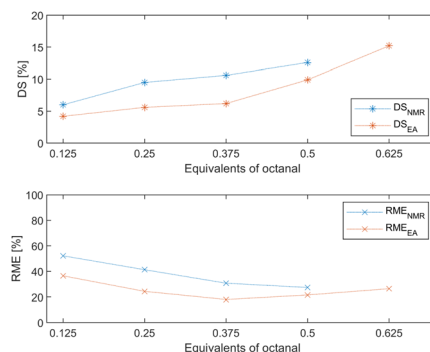 20
15
10
5
0
DS [%]
DS_NMR
DS_EA
0.125 0.25 0.375 0.5 0.625
Equivalents of octanal
100
80
60
40
20
0
RME [%]
RME_NMR
RME_EA
0.125 0.25 0.375 0.5 0.625
Equivalents of octanal